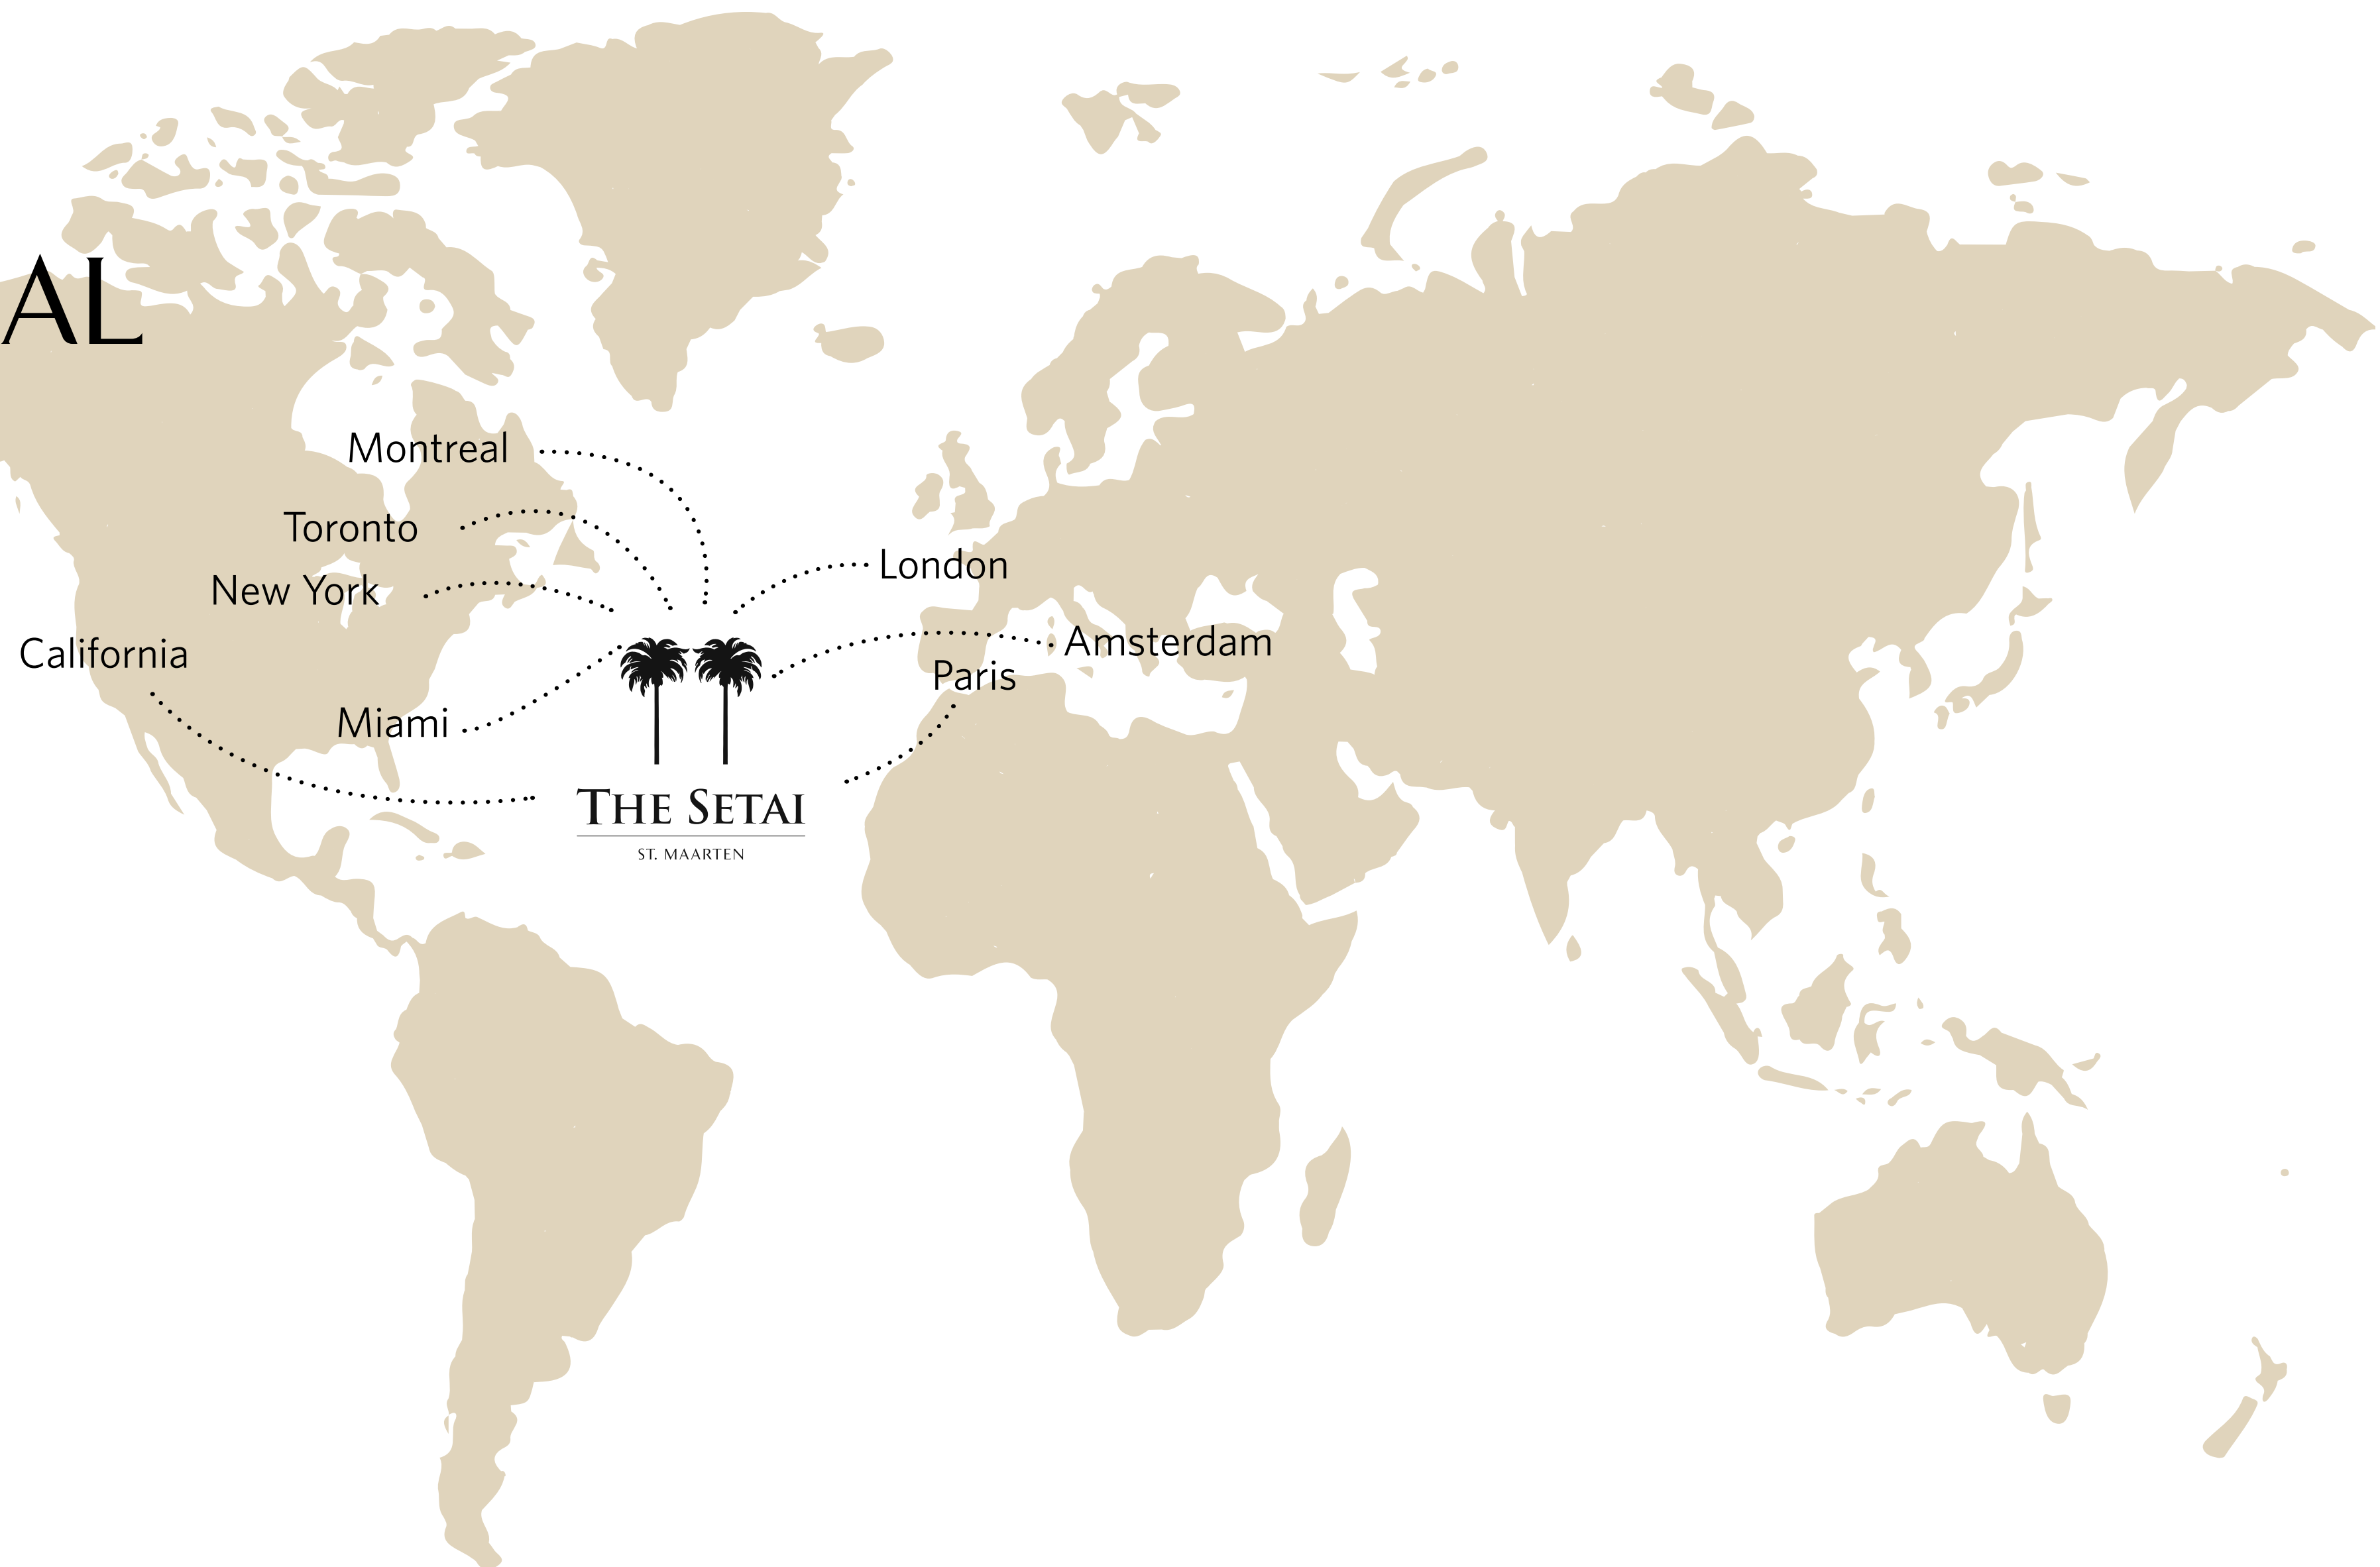 AL
Montreal
Toronto
London
New York
Amsterdam
California
Paris
Miami
THE SETAI
ST. MAARTEN